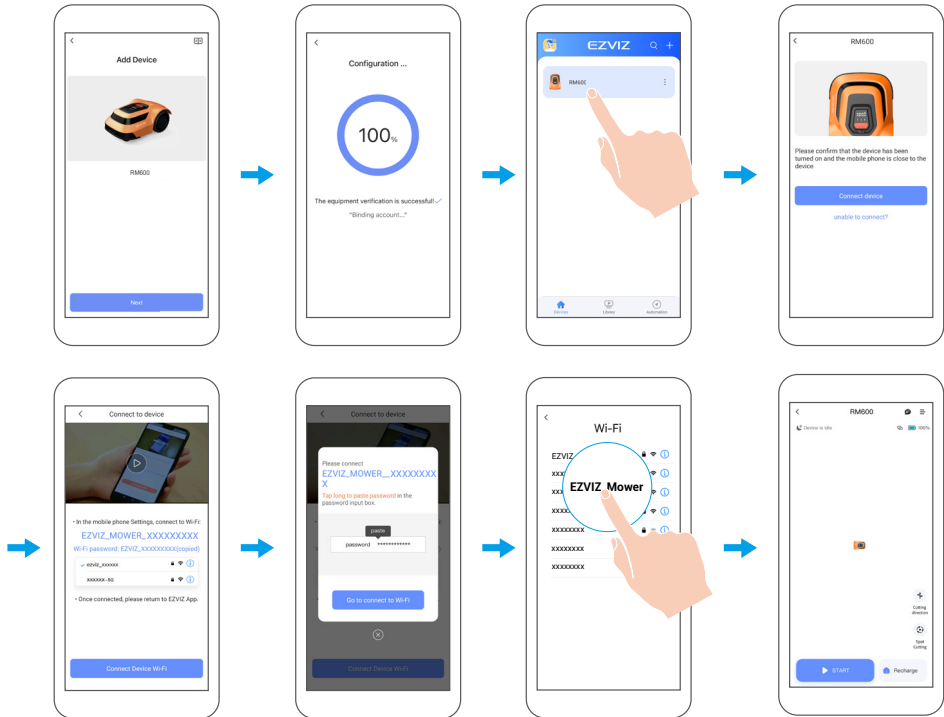 Add Device
RM600
Next
Configuration ...
100%
The equipment verification is successful!
"Binding account..."
EZVIZ
RM60
Devices
Library
Automation
RM600
Please confirm that the device has been
turned on and the mobile phone is close to the
device
Connect device
unable to connect?
Connect to device
• In the mobile phone Settings, connect to Wi-Fi:
EZVIZ_MOWER_XXXXXXXXX
Wi-Fi password: EZVIZ_XXXXXXXXX(copied)
ezviz_xxxxxx
xxxxxx-8G
• Once connected, please return to EZVIZ App.
Connect Device Wi-Fi
Connect to device
Please connect
EZVIZ_MOWER__XXXXXXXX
X
Tap long to paste password in the
password input box.
paste
password ************
Go to connect to Wi-Fi
Connect Device Wi-Fi
Wi-Fi
EZVIZ
xxx
EZVIZ_Mower
xxx
xxxx
xxxxxxxx
xxxxxxxx
xxxxxxxx
RM600
Device is idle
100%
Cutting
direction
Spot
Cutting
START
Recharge